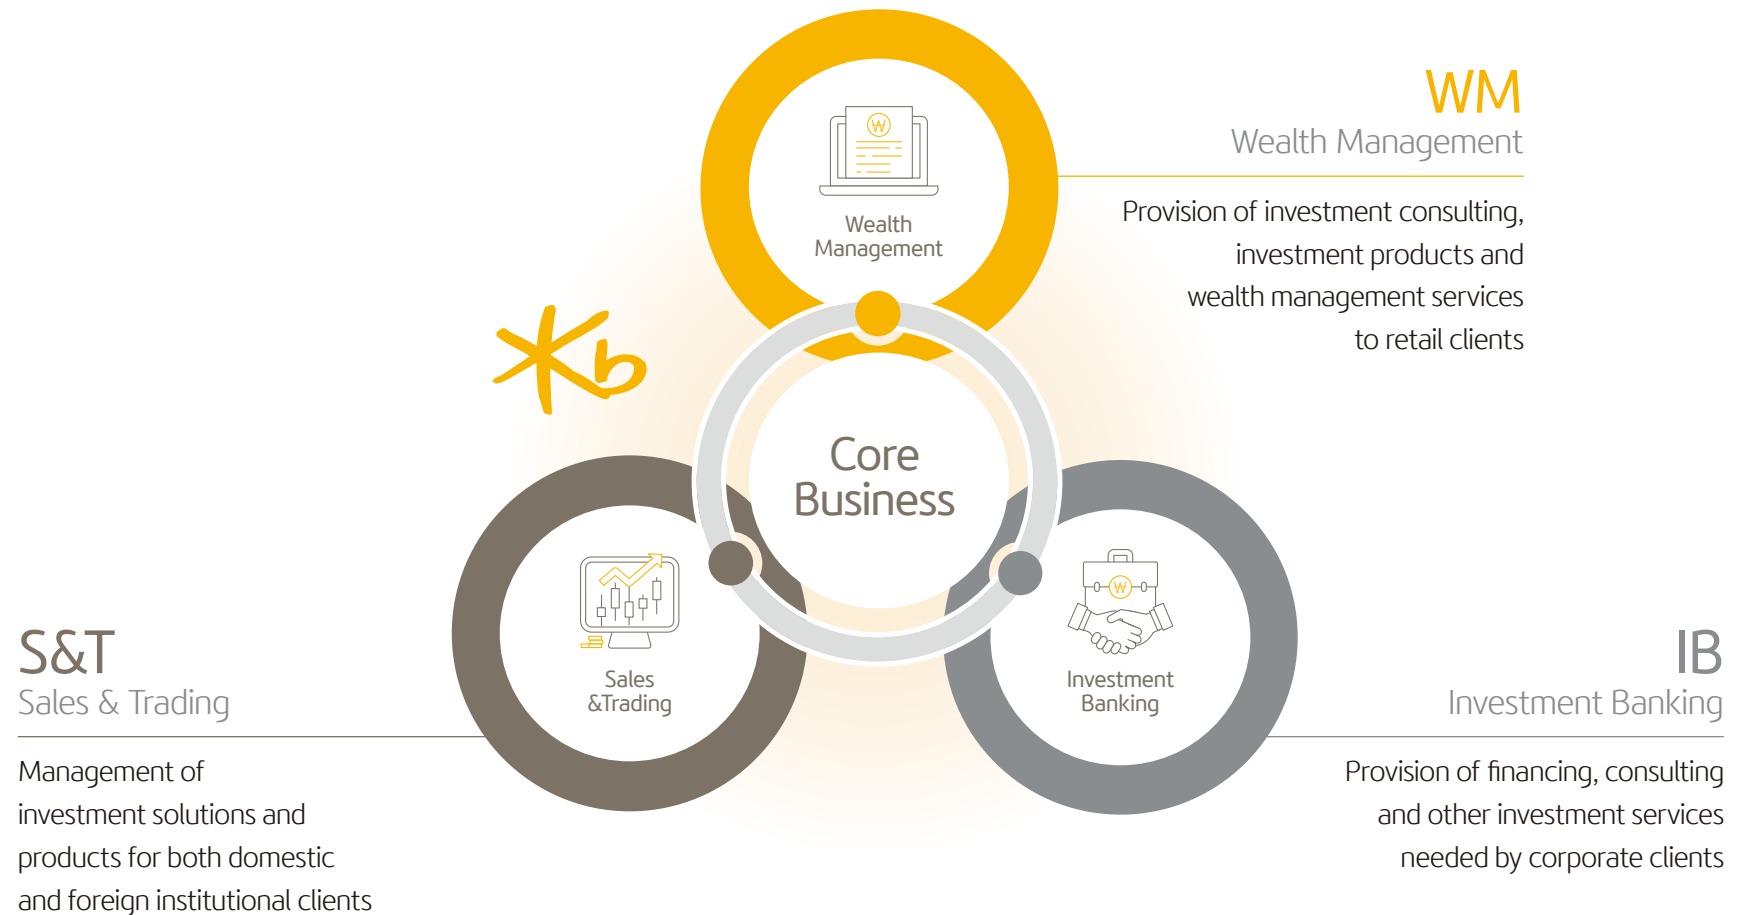 WM
Wealth Management
Provision of investment consulting,
investment products and
wealth management services
to retail clients
₩
Wealth
Management
Kb
Core
Business
S&T
Sales & Trading
Management of
investment solutions and
products for both domestic
and foreign institutional clients
Sales
&Trading
₩
Investment
Banking
IB
Investment Banking
Provision of financing, consulting
and other investment services
needed by corporate clients